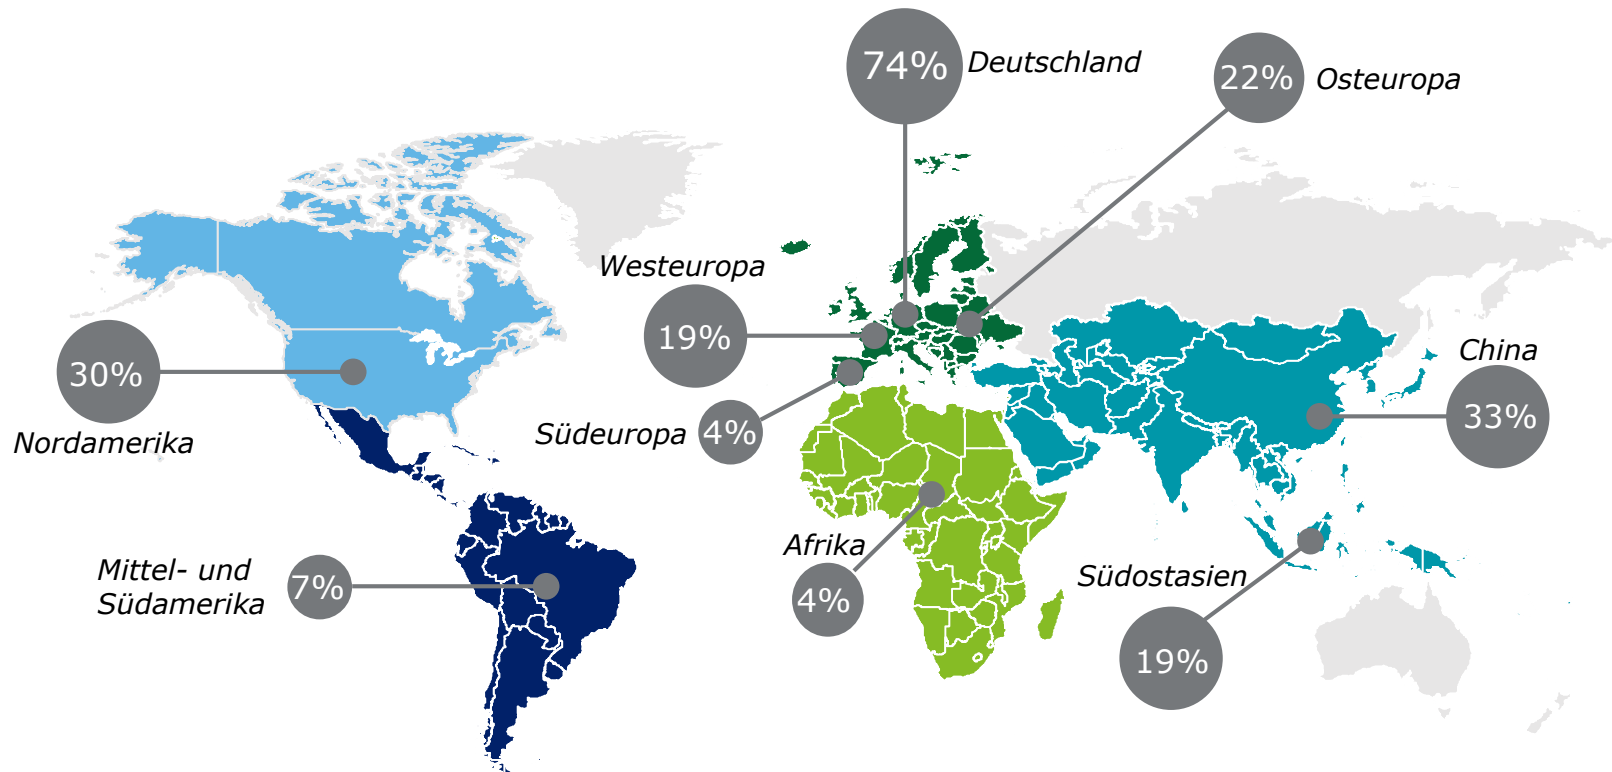 74%
Deutschland
22%
Osteuropa
Westeuropa
19%
China
33%
30%
Nordamerika
Südeuropa
4%
Afrika
4%
Mittel- und
Südamerika
7%
Südostasien
19%